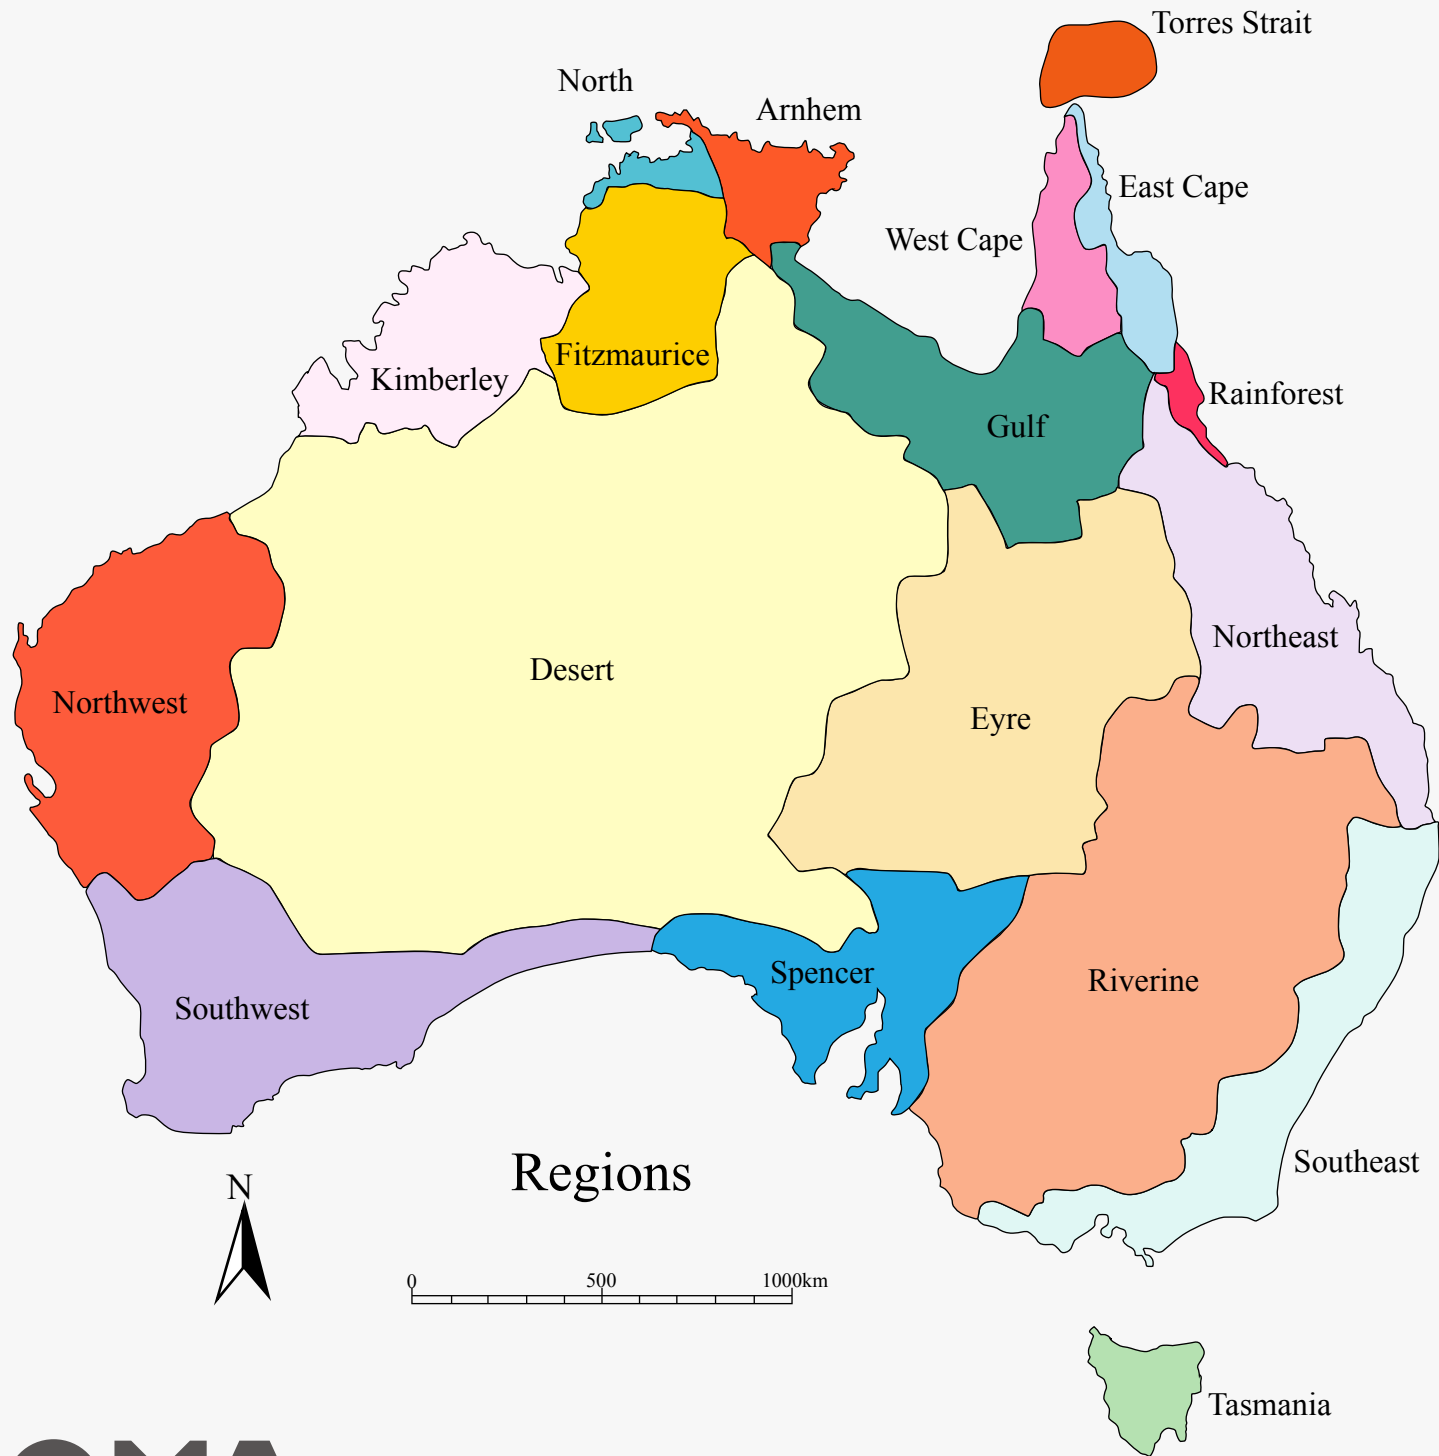 Torres Strait
North
Arnhem
East Cape
West Cape
Fitzmaurice
Kimberley
Rainforest
Gulf
Northeast
Desert
Northwest
Eyre
Spencer
Riverine
Southwest
Southeast
Regions
N
0 500 1000km
Tasmania